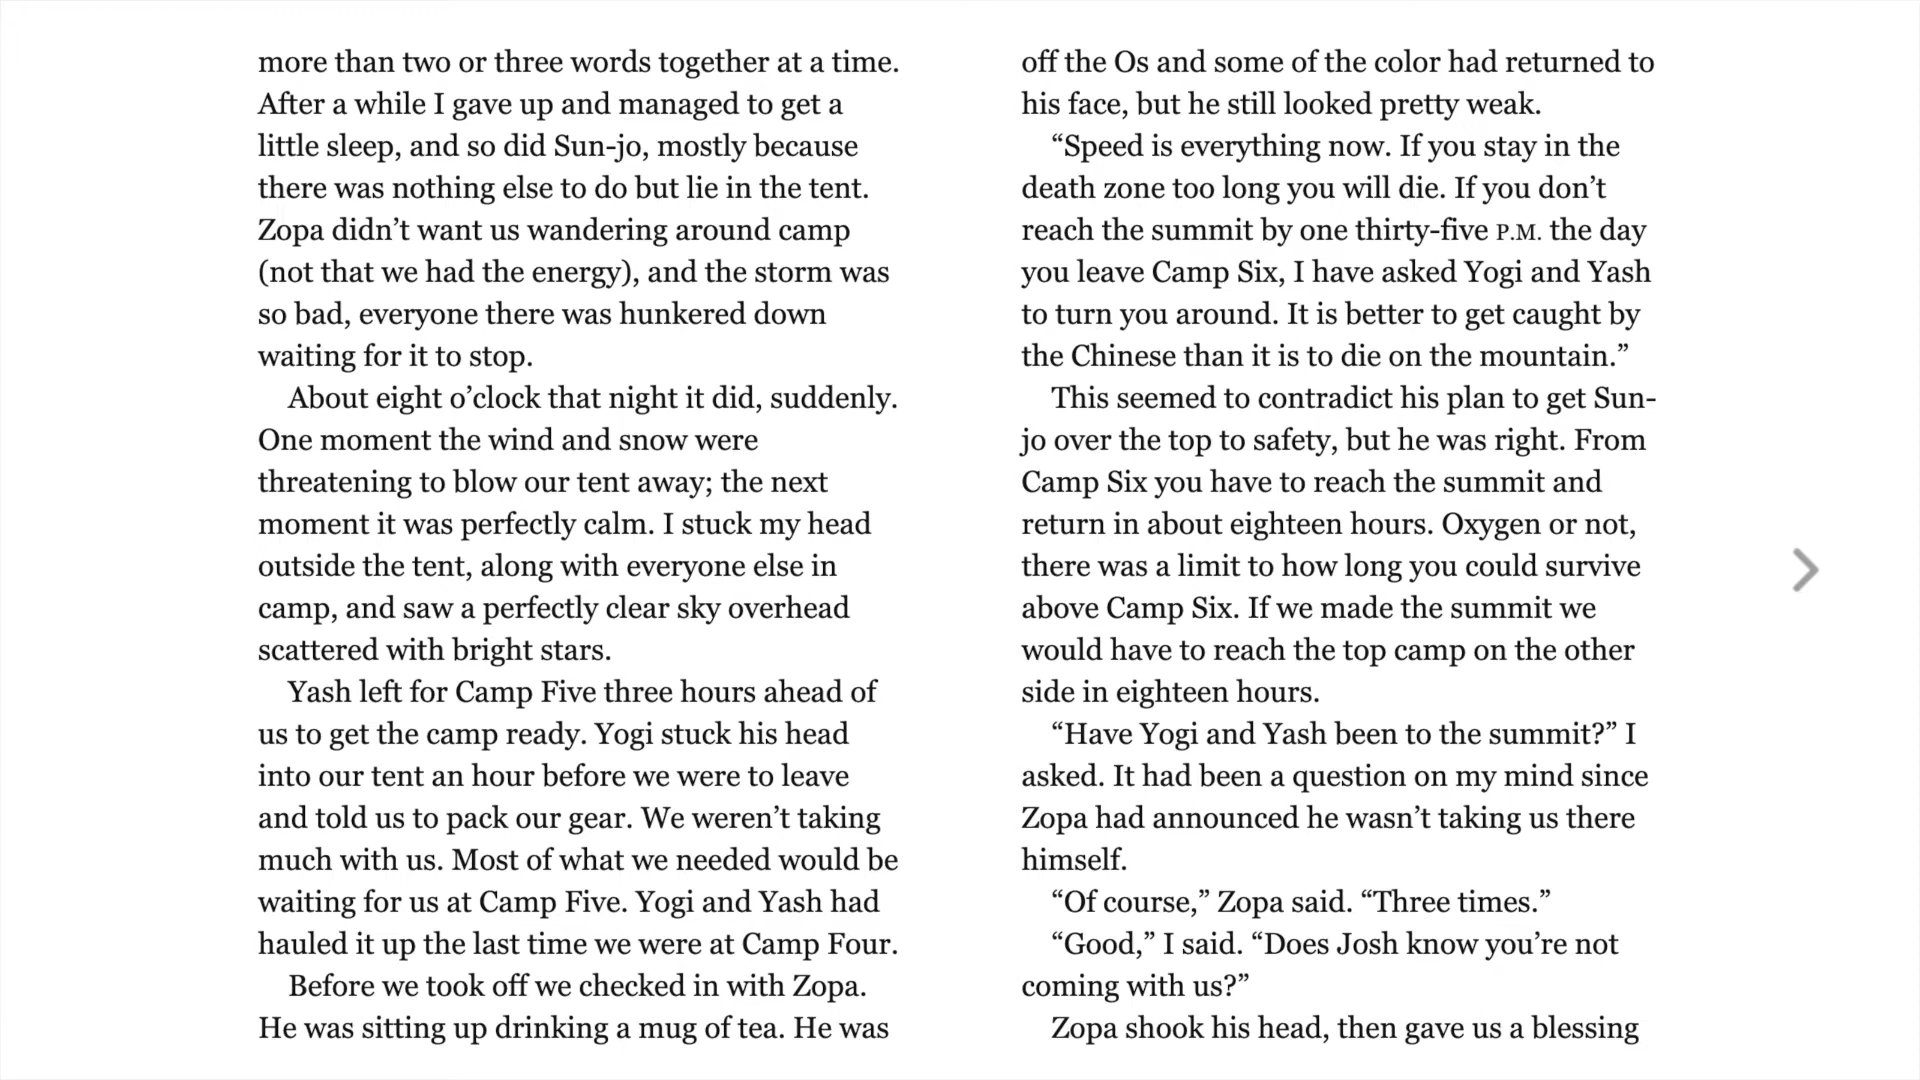 more than two or three words together at a time.
After a while I gave up and managed to get a
little sleep, and so did Sun-jo, mostly because
there was nothing else to do but lie in the tent.
Zopa didn’t want us wandering around camp
(not that we had the energy), and the storm was
so bad, everyone there was hunkered down
waiting for it to stop.
About eight o’clock that night it did, suddenly.
One moment the wind and snow were
threatening to blow our tent away; the next
moment it was perfectly calm. I stuck my head
outside the tent, along with everyone else in
camp, and saw a perfectly clear sky overhead
scattered with bright stars.
Yash left for Camp Five three hours ahead of
us to get the camp ready. Yogi stuck his head
into our tent an hour before we were to leave
and told us to pack our gear. We weren’t taking
much with us. Most of what we needed would be
waiting for us at Camp Five. Yogi and Yash had
hauled it up the last time we were at Camp Four.
Before we took off we checked in with Zopa.
He was sitting up drinking a mug of tea. He was
off the Os and some of the color had returned to
his face, but he still looked pretty weak.
“Speed is everything now. If you stay in the
death zone too long you will die. If you don’t
reach the summit by one thirty-five P.M. the day
you leave Camp Six, I have asked Yogi and Yash
to turn you around. It is better to get caught by
the Chinese than it is to die on the mountain.”
This seemed to contradict his plan to get Sun-
jo over the top to safety, but he was right. From
Camp Six you have to reach the summit and
return in about eighteen hours. Oxygen or not,
there was a limit to how long you could survive
above Camp Six. If we made the summit we
would have to reach the top camp on the other
side in eighteen hours.
“Have Yogi and Yash been to the summit?” I
asked. It had been a question on my mind since
Zopa had announced he wasn’t taking us there
himself.
“Of course,” Zopa said. “Three times.”
“Good,” I said. “Does Josh know you’re not
coming with us?”
Zopa shook his head, then gave us a blessing